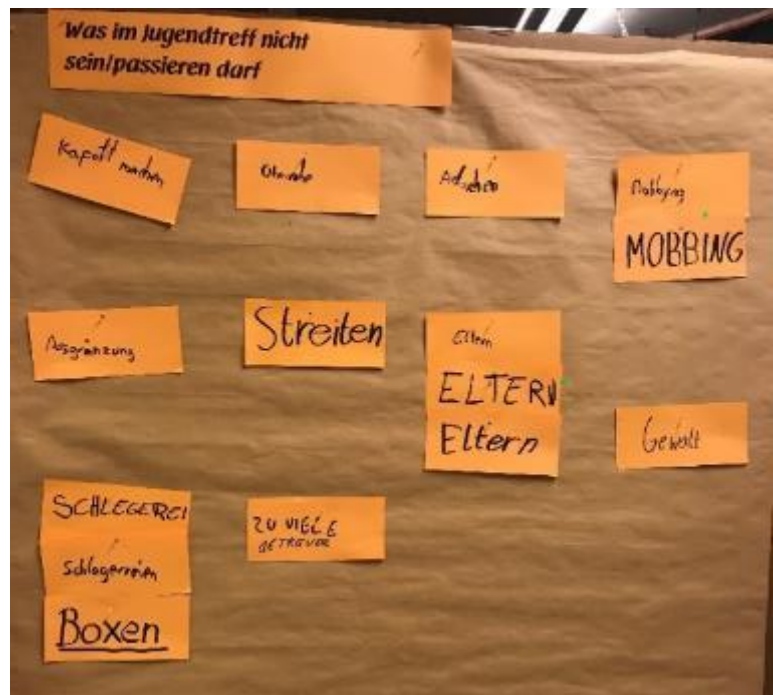 Was im Jugendtreff nicht
sein/passieren darf
Kaputt machen
Mobbing
MOBBING
Ausgrenzung
Streiten
Eltern
ELTERN
Eltern
Gewalt
SCHLEGEREI
Schlegereien
Boxen
ZU VIELE
BETREUER